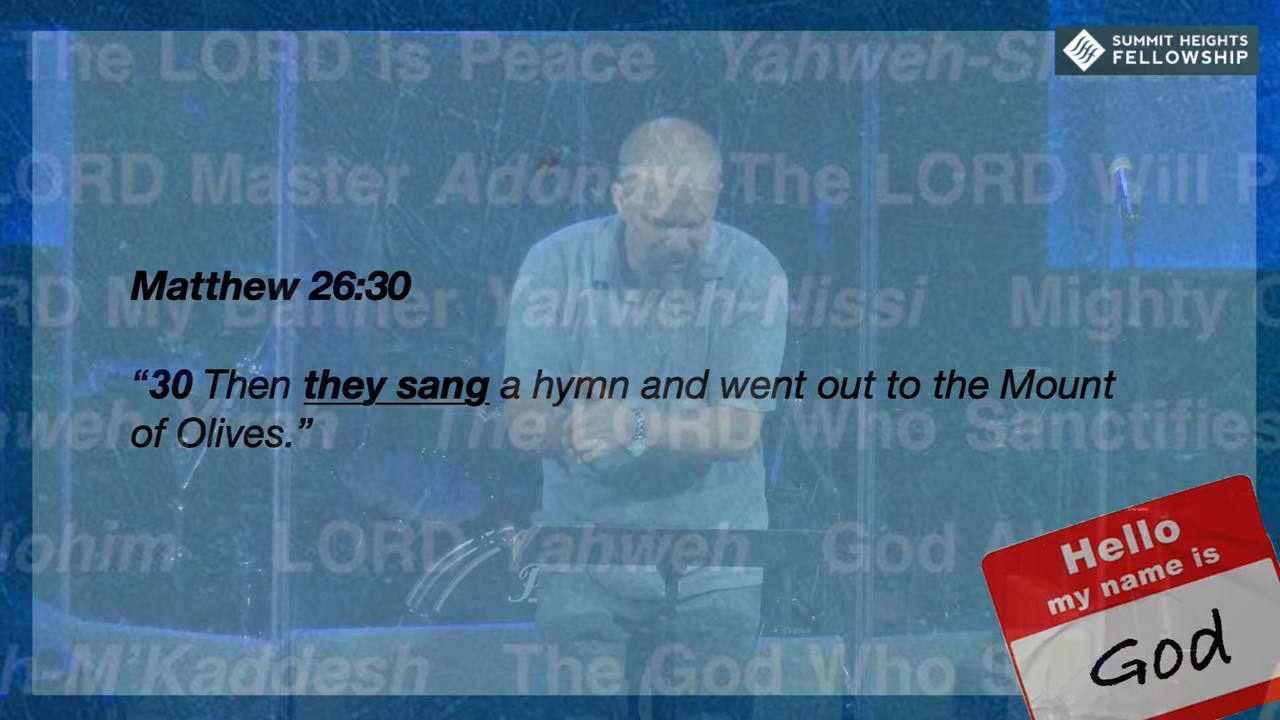 SUMMIT HEIGHTS
FELLOWSHIP
The LORD Is Peace Yahweh-S
LORD Master Adonay The LORD Will P
RD My Banner Yahweh-Nissi Mighty
Matthew 26:30
“30 Then they sang a hymn and went out to the Mount
of Olives.”
The LORD Who Sanctifies
lohim LORD Yahweh God
h-M’Kaddesh The God Who S
Hello
my name is
God